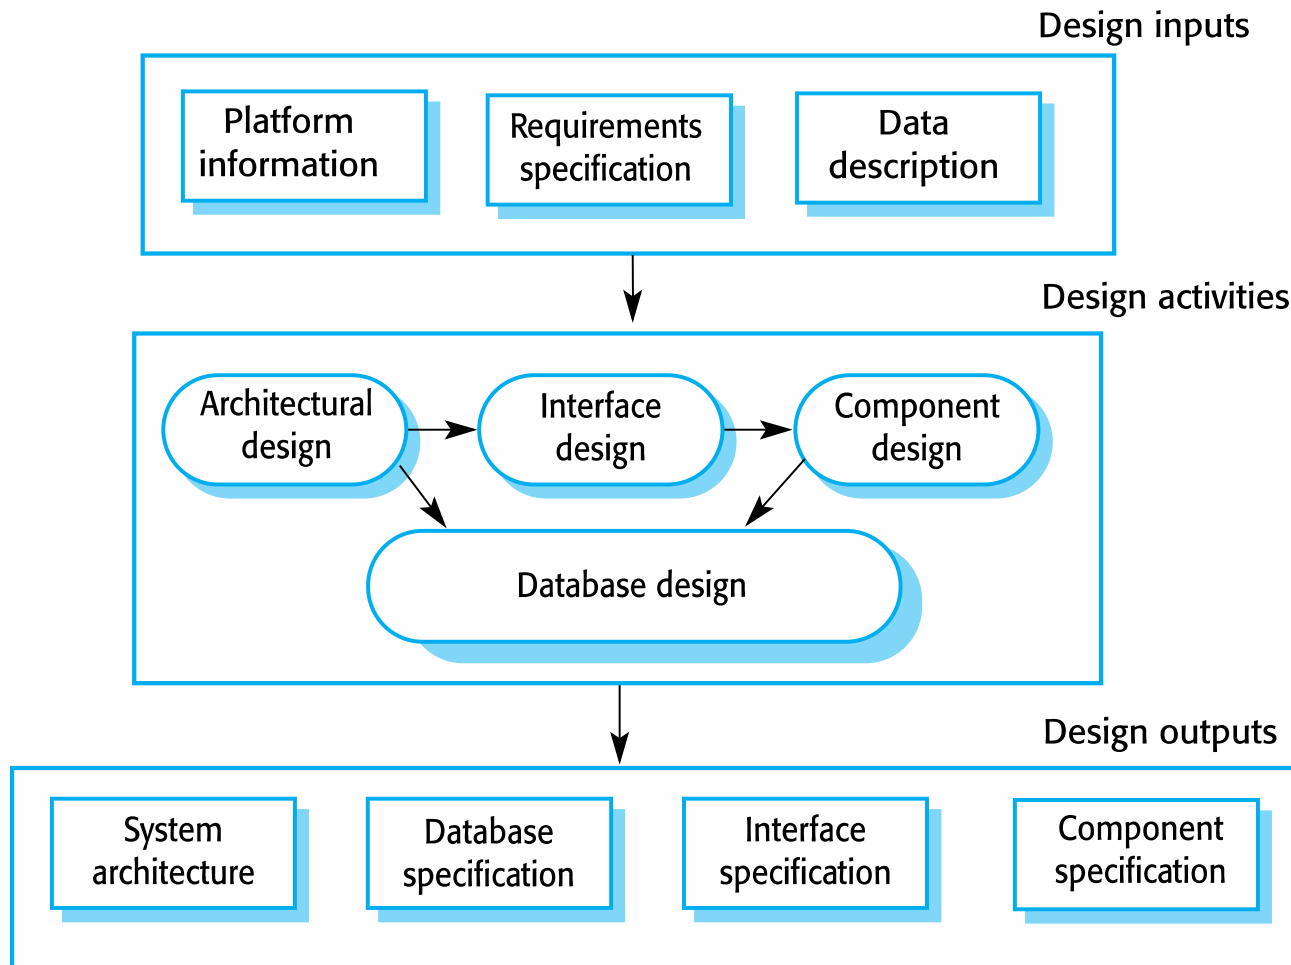 Design inputs
Platform
information
Requirements
specification
Data
description
Design activities
Architectural
design
Interface
design
Component
design
Database design
Design outputs
System
architecture
Database
specification
Interface
specification
Component
specification